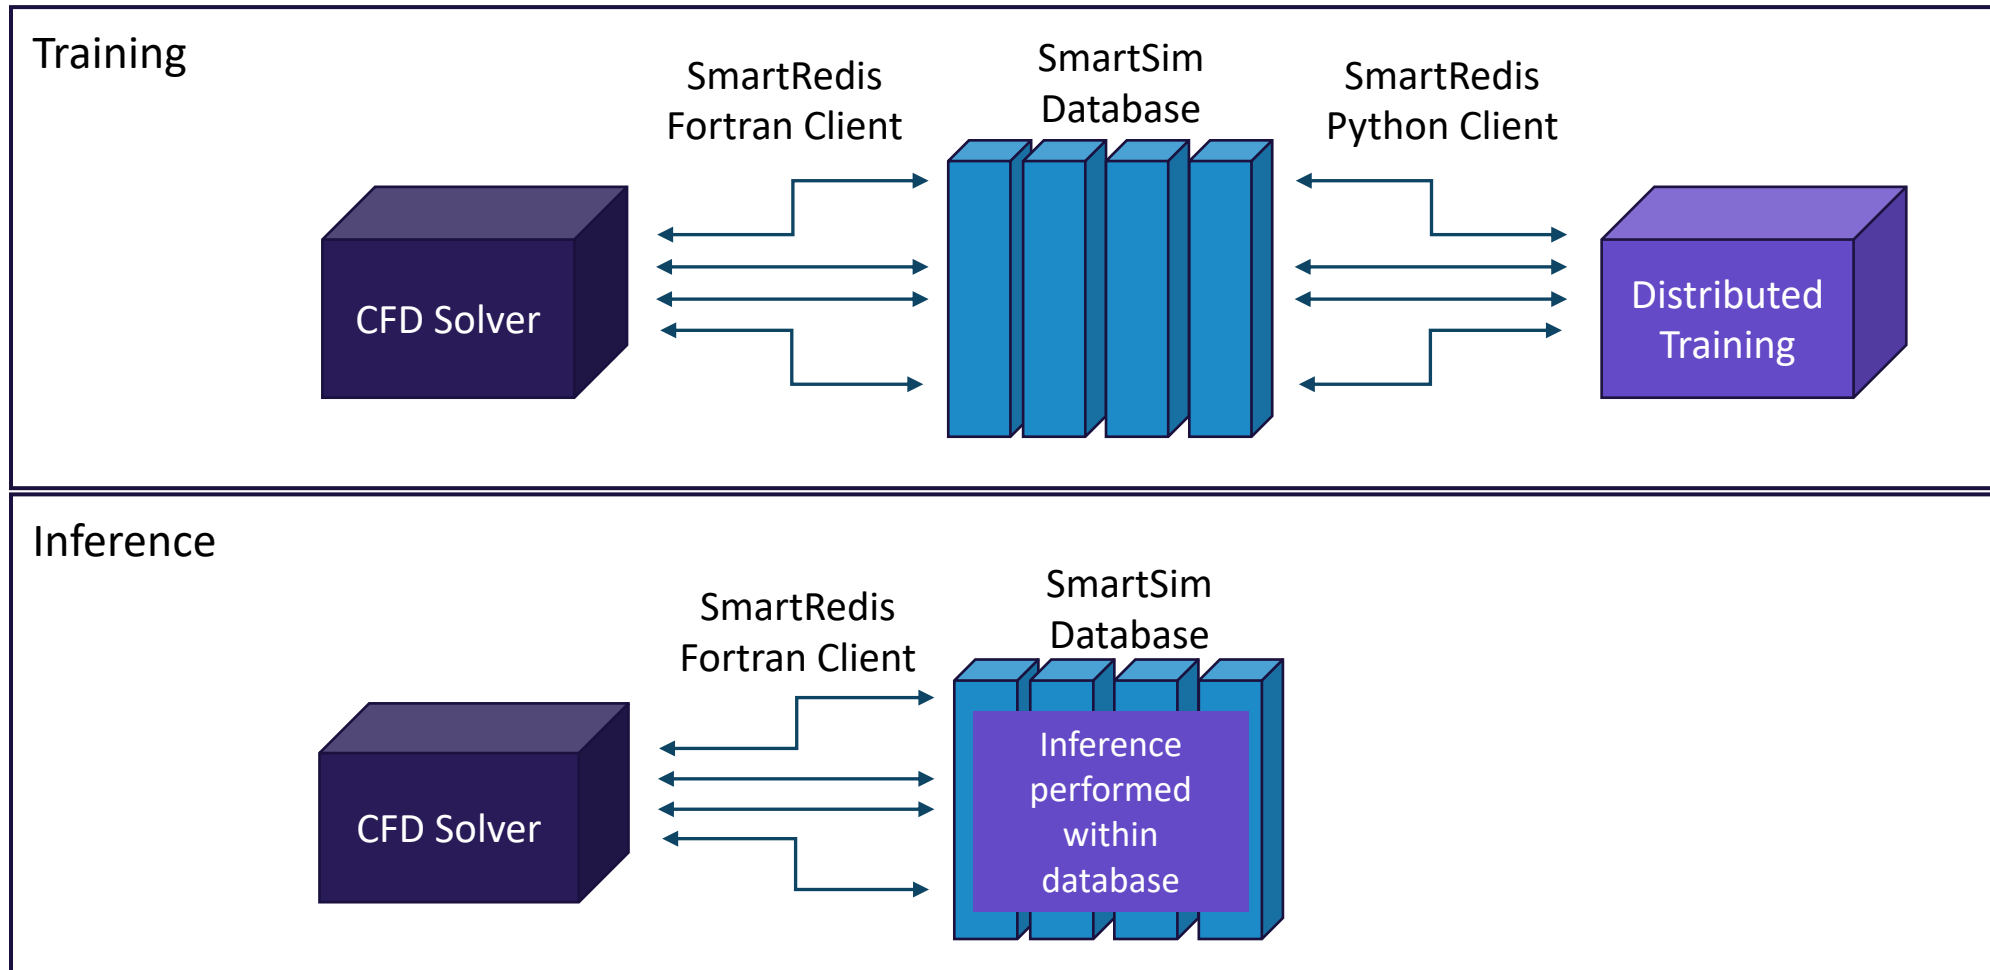 Training
SmartRedis
Fortran Client
SmartSim
Database
SmartRedis
Python Client
CFD Solver
Distributed
Training
Inference
SmartRedis
Fortran Client
SmartSim
Database
CFD Solver
Inference
performed
within
database